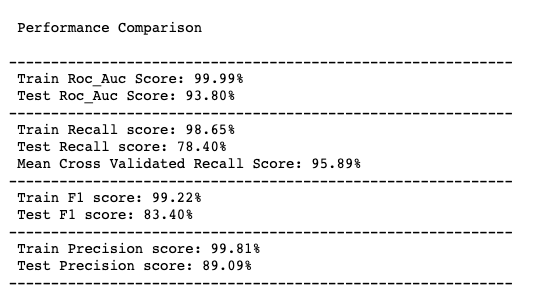 Performance Comparison
------------------------------------------------------------
Train Roc_Auc Score: 99.99%
Test Roc_Auc Score: 93.80%
------------------------------------------------------------
Train Recall score: 98.65%
Test Recall score: 78.40%
Mean Cross Validated Recall Score: 95.89%
------------------------------------------------------------
Train F1 score: 99.22%
Test F1 score: 83.40%
------------------------------------------------------------
Train Precision score: 99.81%
Test Precision score: 89.09%
------------------------------------------------------------